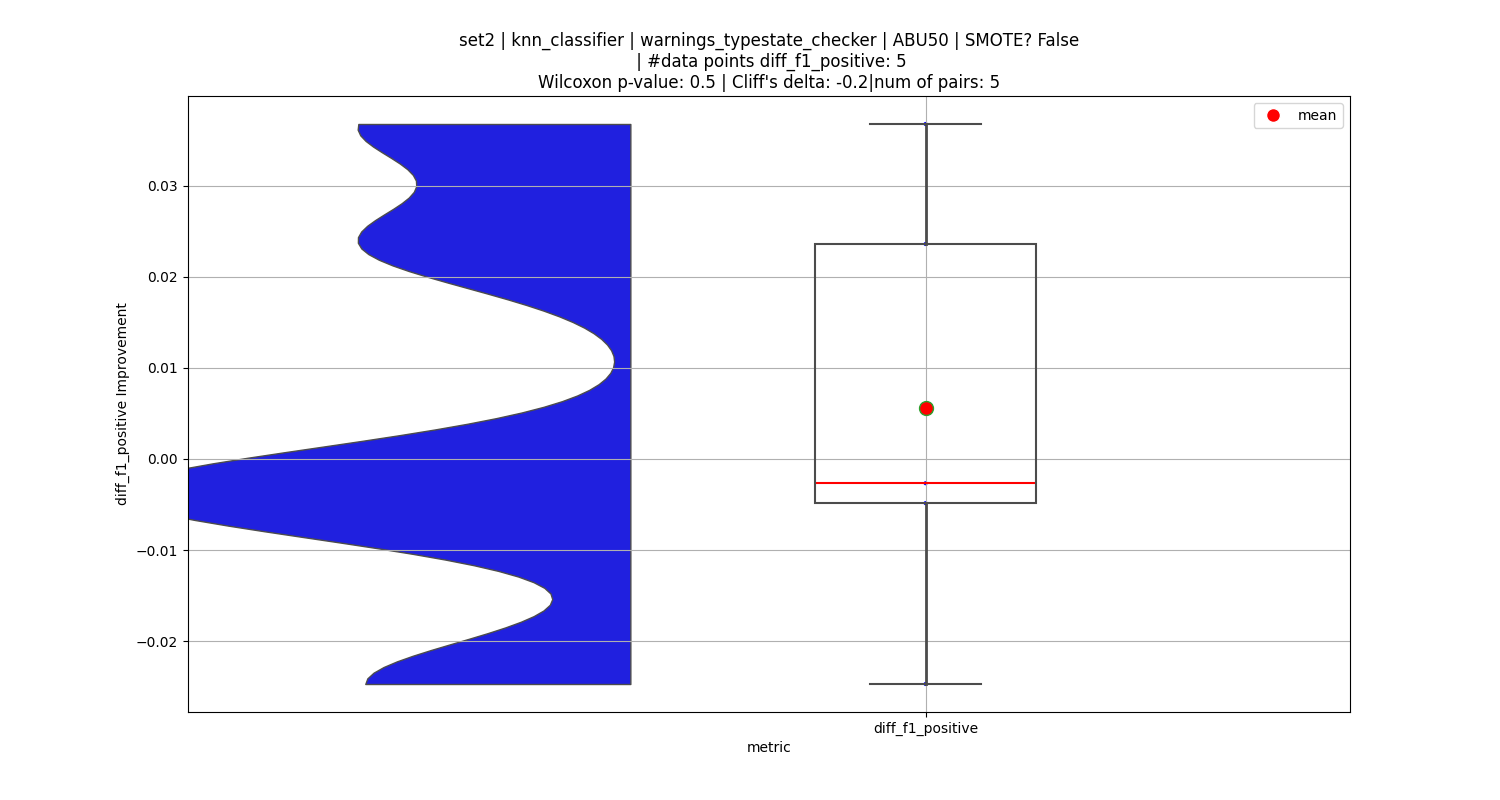 set2 | knn_classifier | warnings_typestate_checker | ABU50 | SMOTE? False
| #data points diff_f1_positive: 5
Wilcoxon p-value: 0.5 | Cliff's delta: -0.2|num of pairs: 5
mean
0.03
0.02
0.01
0.00
−0.01
−0.02
diff_f1_positive Improvement
diff_f1_positive
metric